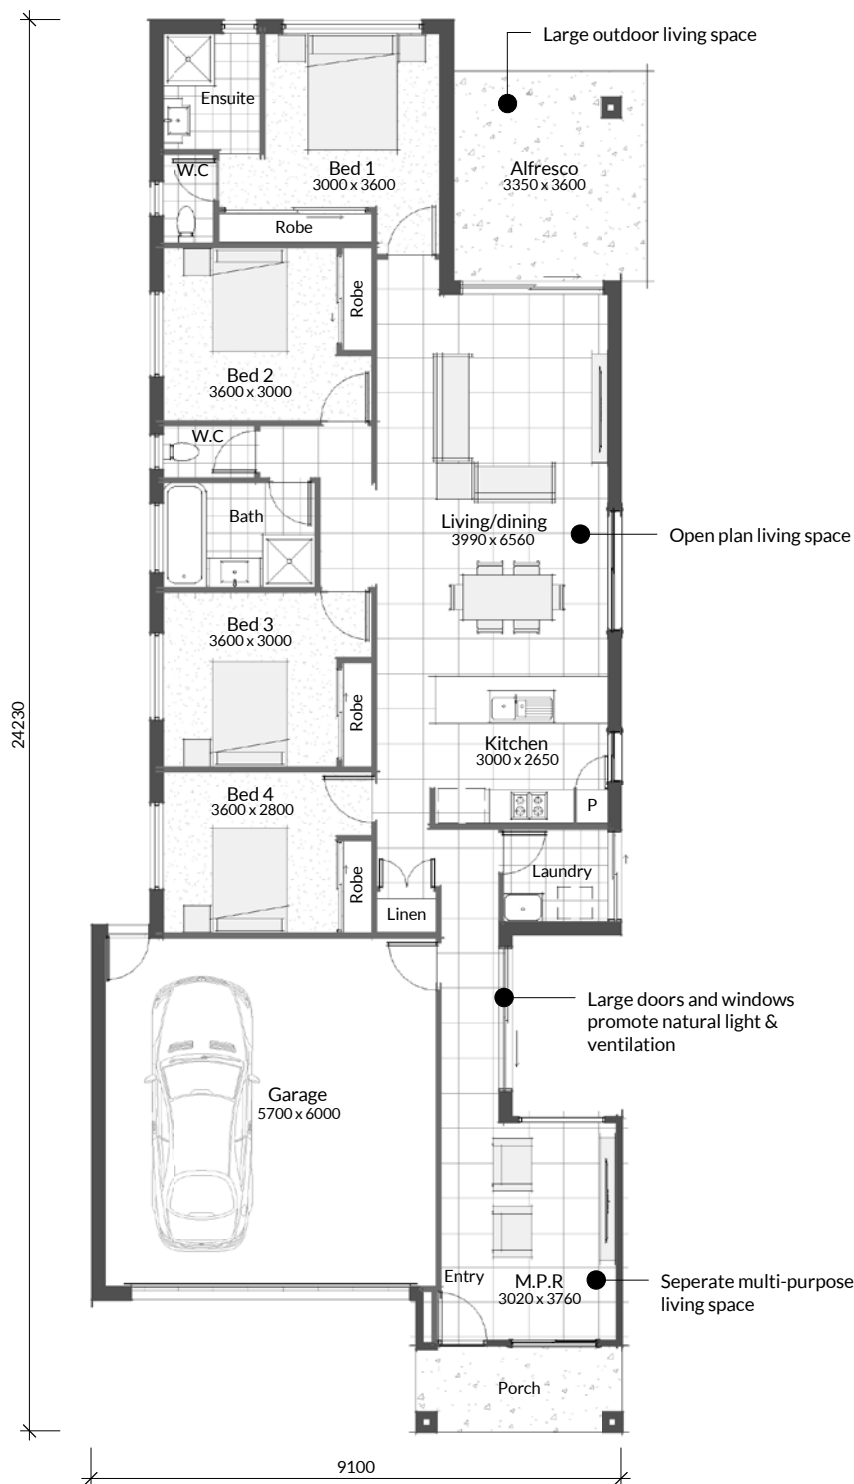 Large outdoor living space
Ensuite
W.C
Bed 1
3000 x 3600
Alfresco
3350 x 3600
Robe
Robe
Bed 2
3600 x 3000
W.C
Bath
Living/dining
3990 x 6560
Open plan living space
Bed 3
3600 x 3000
Robe
24230
Kitchen
3000 x 2650
Bed 4
3600 x 2800
P
Robe
Laundry
Linen
Large doors and windows
promote natural light &
ventilation
Garage
5700 x 6000
Entry
M.P.R
3020 x 3760
Seperate multi-purpose
living space
Porch
9100